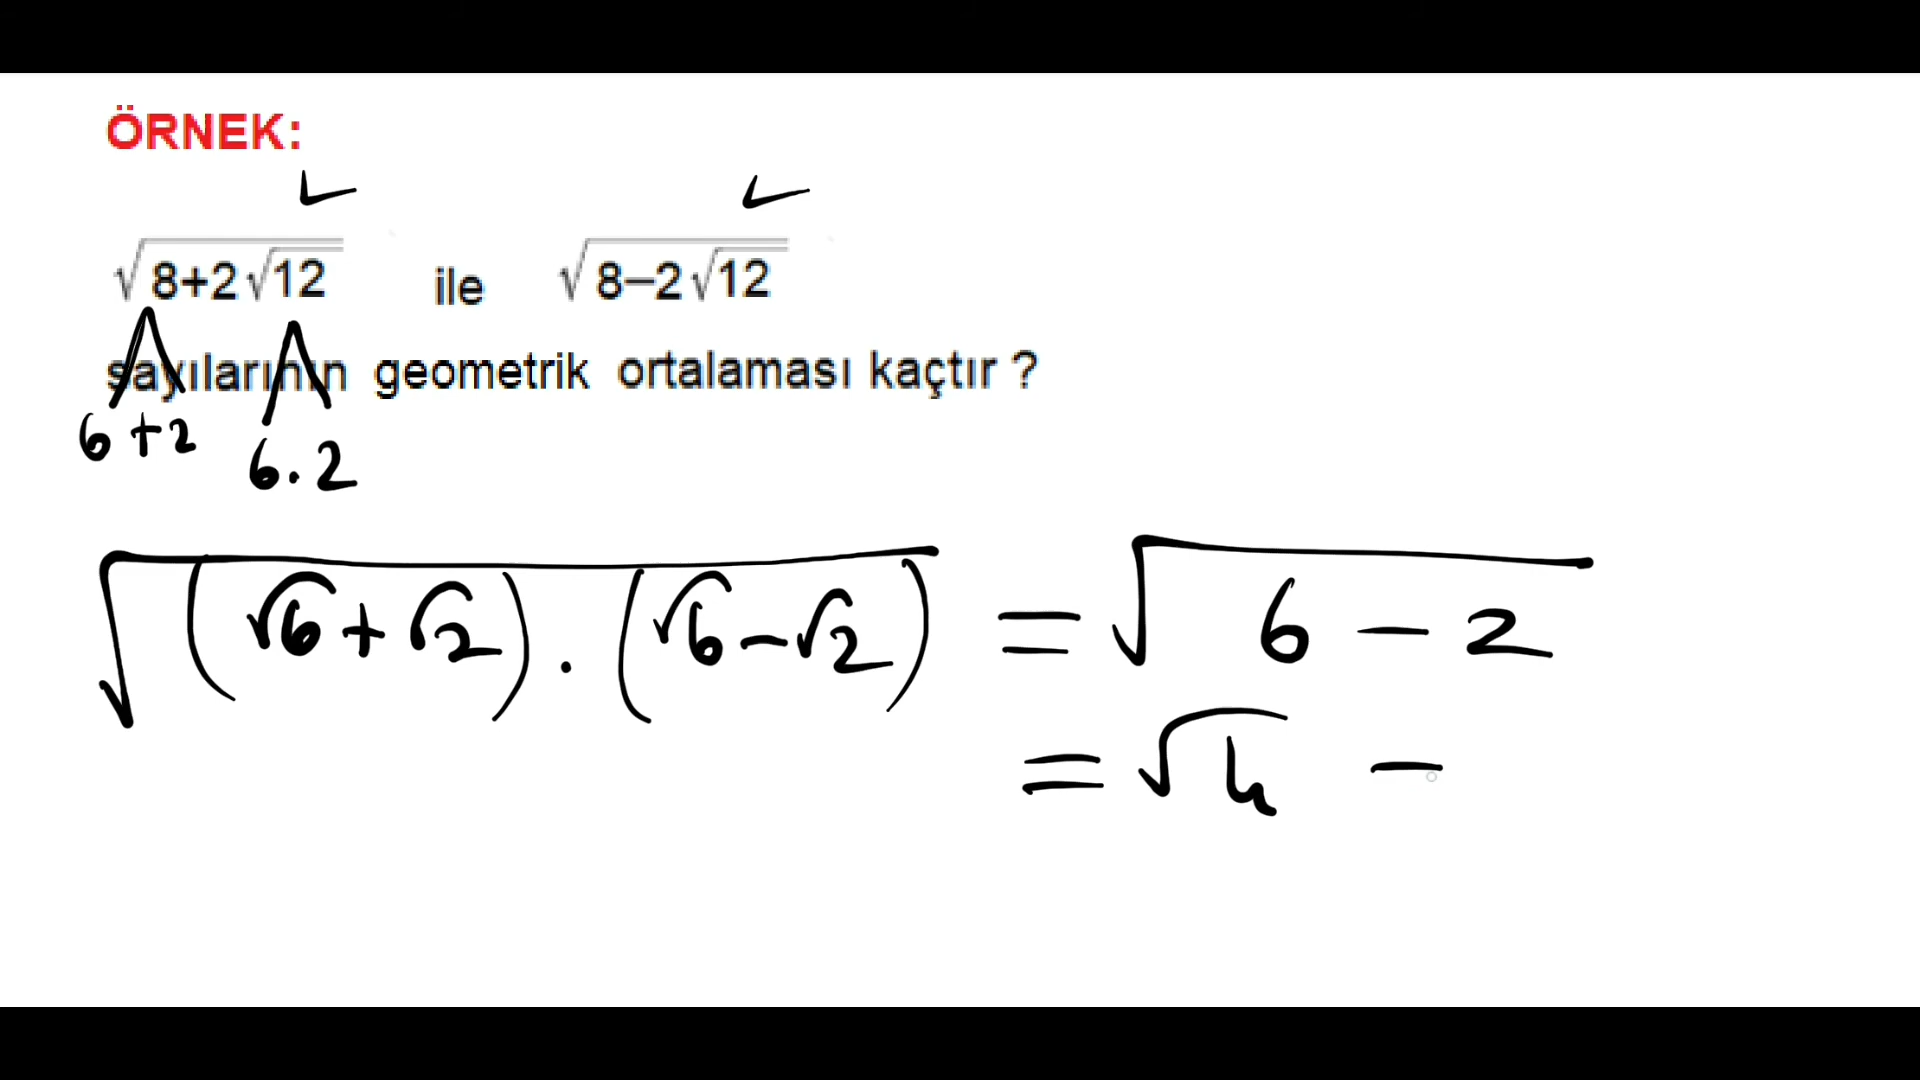 ÖRNEK:
√(8+2√12) ile √(8−2√12)
sayılarının geometrik ortalaması kaçtır ?
6+2
6.2
√((√6+√2).(√6−√2)) = √(6−2)
= √4 =